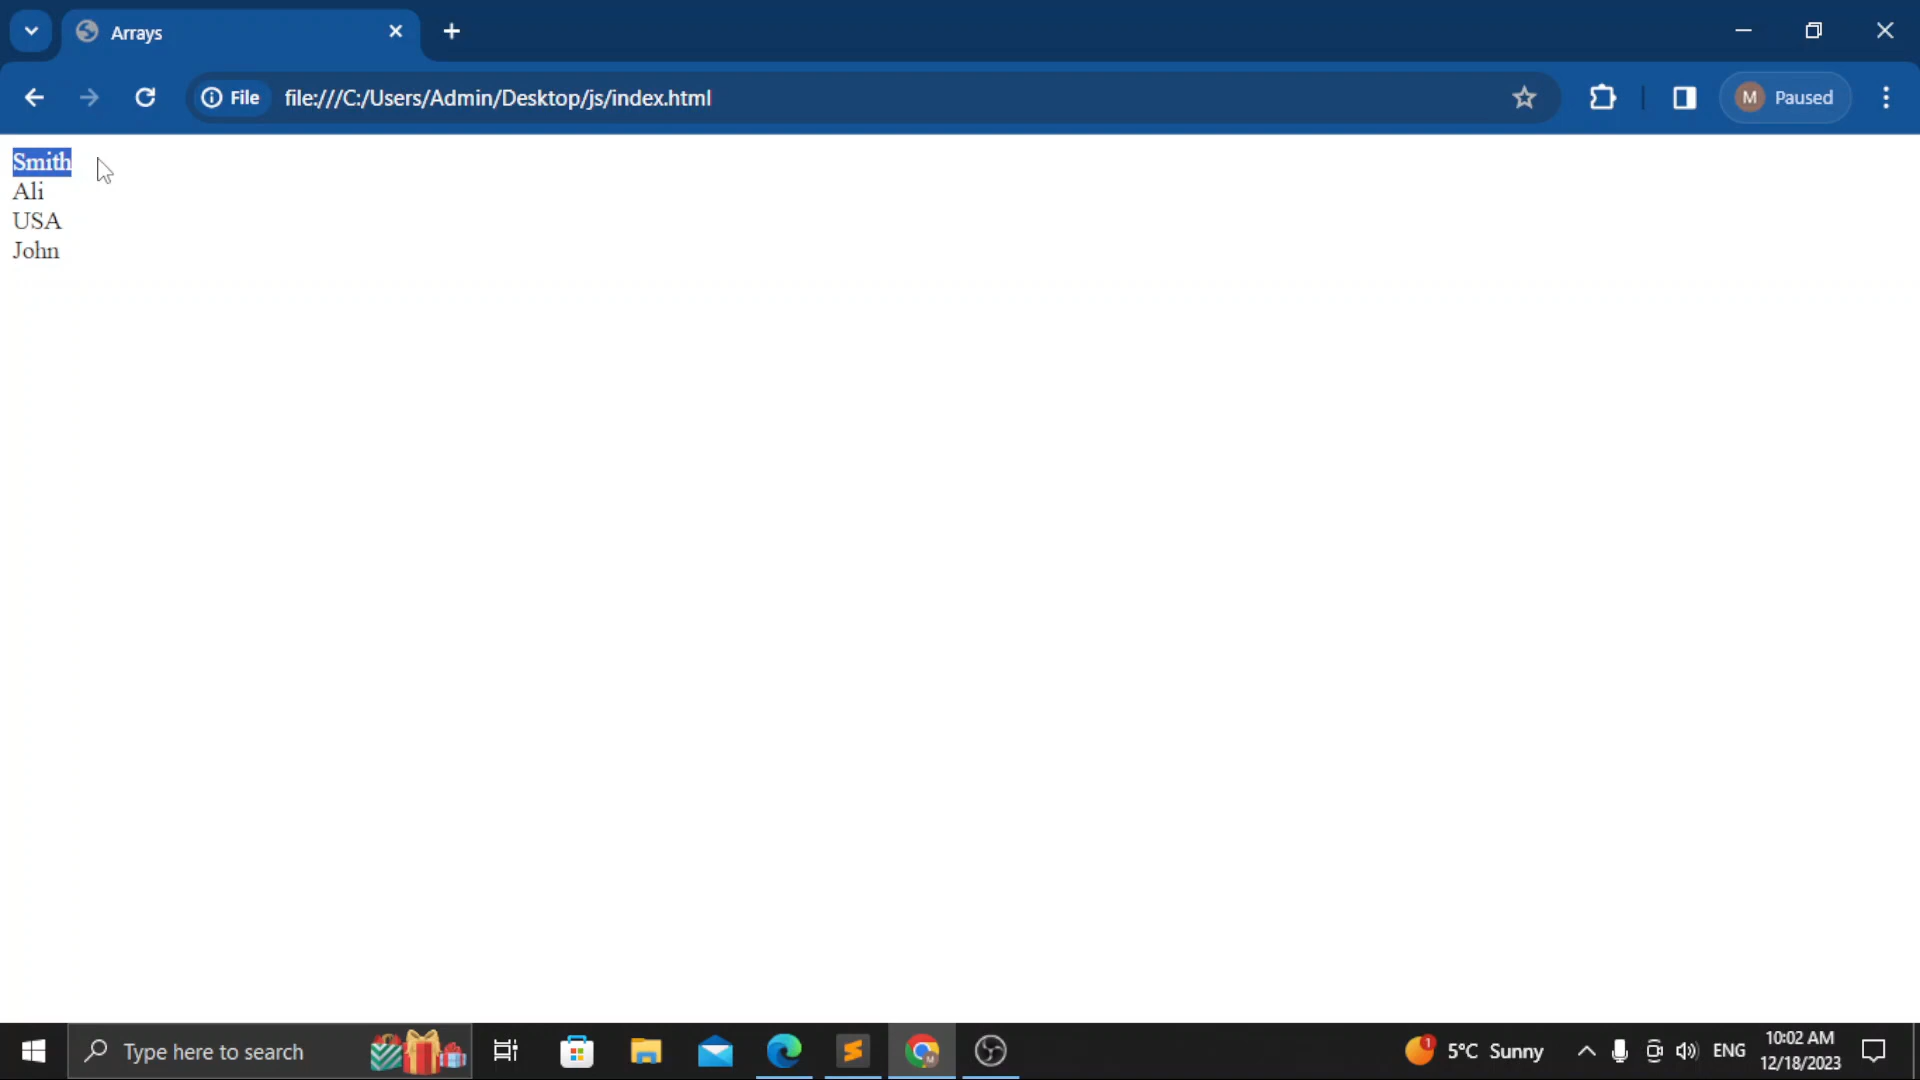 Arrays
File
file:///C:/Users/Admin/Desktop/js/index.html
M
Paused
Smith
Ali
USA
John
Type here to search
M
1
5°C Sunny
ENG
10:02 AM
12/18/2023